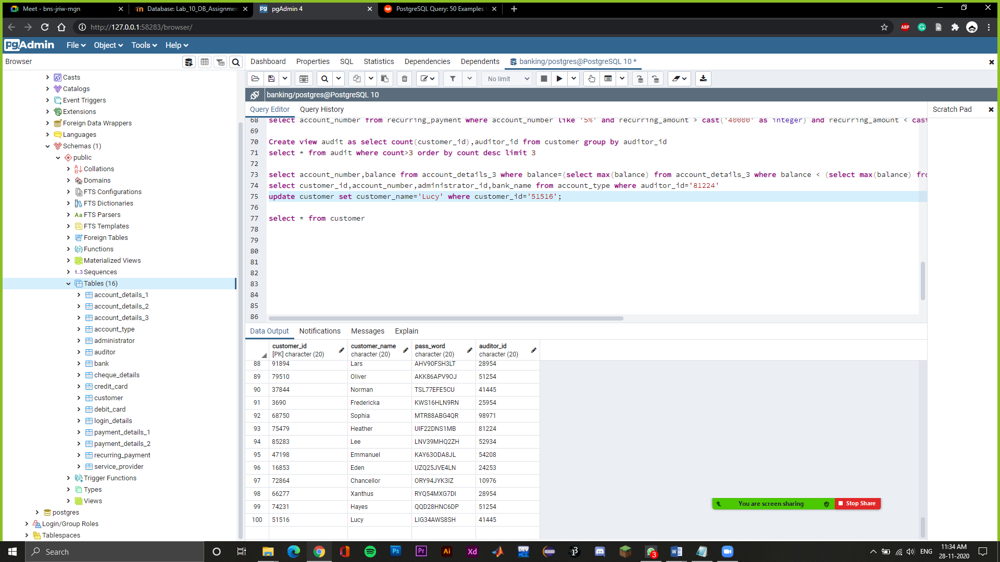 Meet - bns-jriw-mgn
Database: Lab_10_DB_Assignmen
pgAdmin 4
PostgreSQL Query: 50 Examples
http://127.0.0.1:58283/browser/
ABP
pgAdmin File Object Tools Help
Browser
Dashboard Properties SQL Statistics Dependencies Dependents banking/postgres@PostgreSQL 10 *
No limit
banking/postgres@PostgreSQL 10
Query Editor Query History
Scratch Pad
Casts
Catalogs
Event Triggers
Extensions
Foreign Data Wrappers
Languages
Schemas (1)
public
Collations
Domains
FTS Configurations
FTS Dictionaries
Aa FTS Parsers
FTS Templates
Foreign Tables
Functions
Materialized Views
1..3 Sequences
Tables (16)
account_details_1
account_details_2
account_details_3
account_type
administrator
auditor
bank
cheque_details
credit_card
customer
debit_card
login_details
payment_details_1
payment_details_2
recurring_payment
service_provider
Trigger Functions
Types
Views
postgres
Login/Group Roles
Tablespaces
68 select account_number from recurring_payment where account_number like '5%' and recurring_amount > cast('40000' as integer) and recurring_amount < cast
69
70 Create view audit as select count(customer_id),auditor_id from customer group by auditor_id
71 select * from audit where count>3 order by count desc limit 3
72
73 select account_number,balance from account_details_3 where balance=(select max(balance) from account_details_3 where balance < (select max(balance) fro
74 select customer_id,account_number,administrator_id,bank_name from account_type where auditor_id='81224'
75 update customer set customer_name='Lucy' where customer_id='51516';
76
77 select * from customer
78
79
80
81
82
83
84
85
86
Data Output Notifications Messages Explain
customer_id customer_name pass_word auditor_id
[PK] character (20) character (20) character (20) character (20)
88 91894 Lars AHV90FSH3LT 28954
89 79510 Oliver AKK86APV9OJ 51254
90 37844 Norman TSL77EFE5CU 41445
91 3690 Fredericka KWS16HLN9RN 25954
92 68750 Sophia MTR88ABG4QR 98971
93 75479 Heather UIF22DNS1MB 81224
94 85283 Lee LNV39MHQ2ZH 52934
95 47198 Emmanuel KAY63ODA8JL 54208
96 16853 Eden UZQ25JVE4LN 24253
97 72864 Chancellor ORY94JYK3IZ 10976
98 66277 Xanthus RYQ54MXG7DI 28954
99 74231 Hayes QQD28HNC6DP 51254
100 51516 Lucy LIG34AWS8SH 41445
You are screen sharing Stop Share
Search
Ps Pr Ai Xd DEV 3
ENG
11:34 AM
28-11-2020